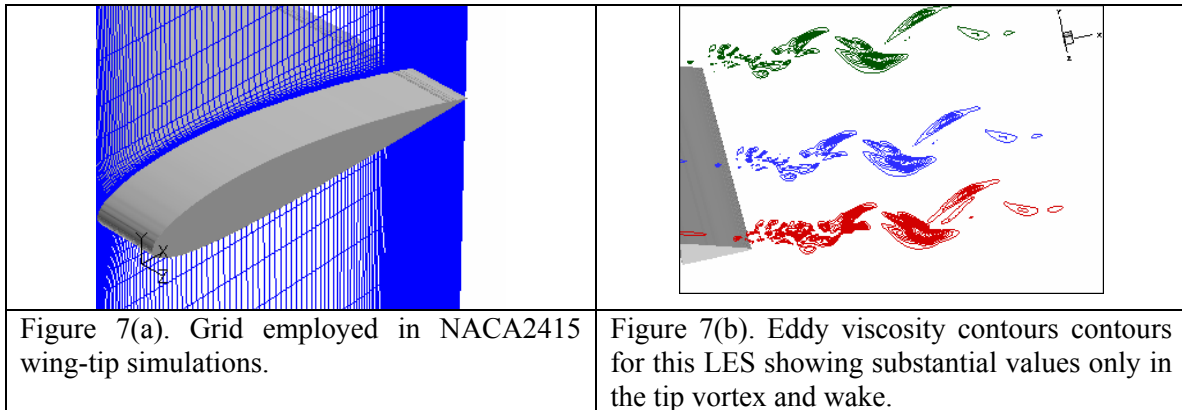 Y
X
Z
Y
X
Z
Figure 7(a). Grid employed in NACA2415
wing-tip simulations.
Figure 7(b). Eddy viscosity contours contours
for this LES showing substantial values only in
the tip vortex and wake.